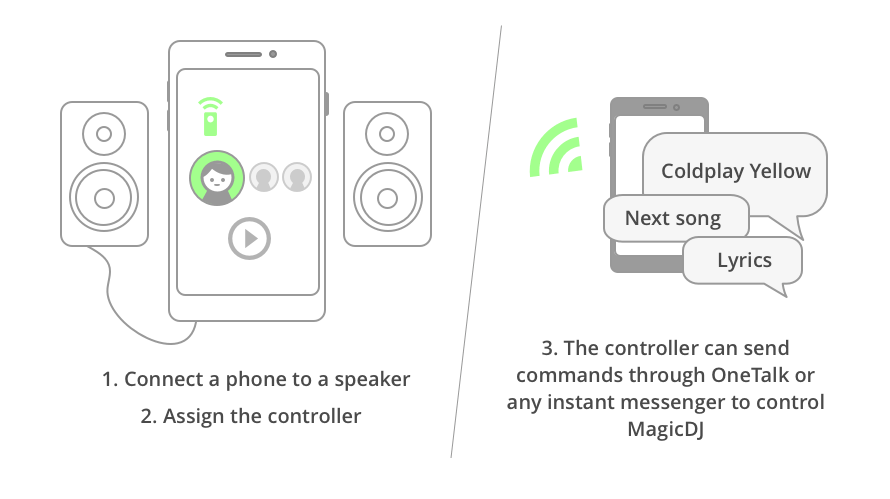 Coldplay Yellow
Next song
Lyrics
1. Connect a phone to a speaker
2. Assign the controller
3. The controller can send
commands through OneTalk or
any instant messenger to control
MagicDJ